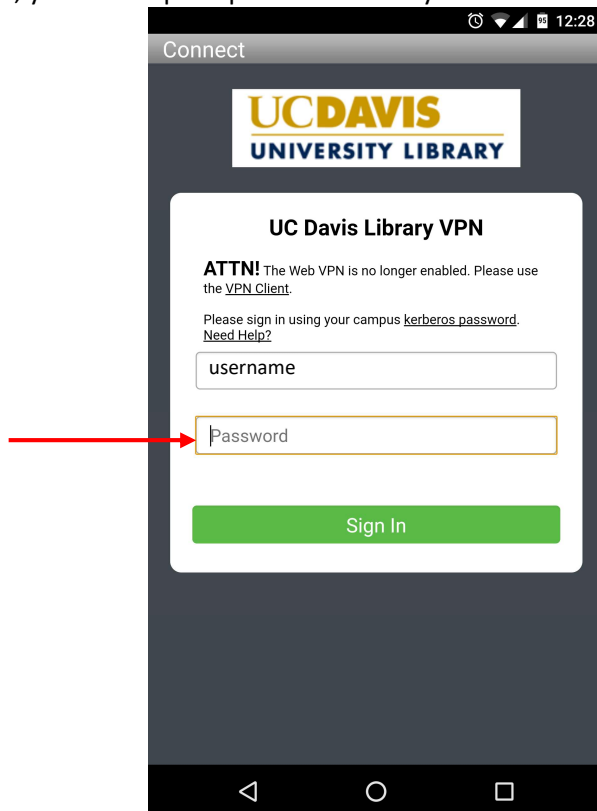 12:28
Connect
UCDAVIS
UNIVERSITY LIBRARY
UC Davis Library VPN
ATTN! The Web VPN is no longer enabled. Please use
the VPN Client.
Please sign in using your campus kerberos password.
Need Help?
username
Password
Sign In